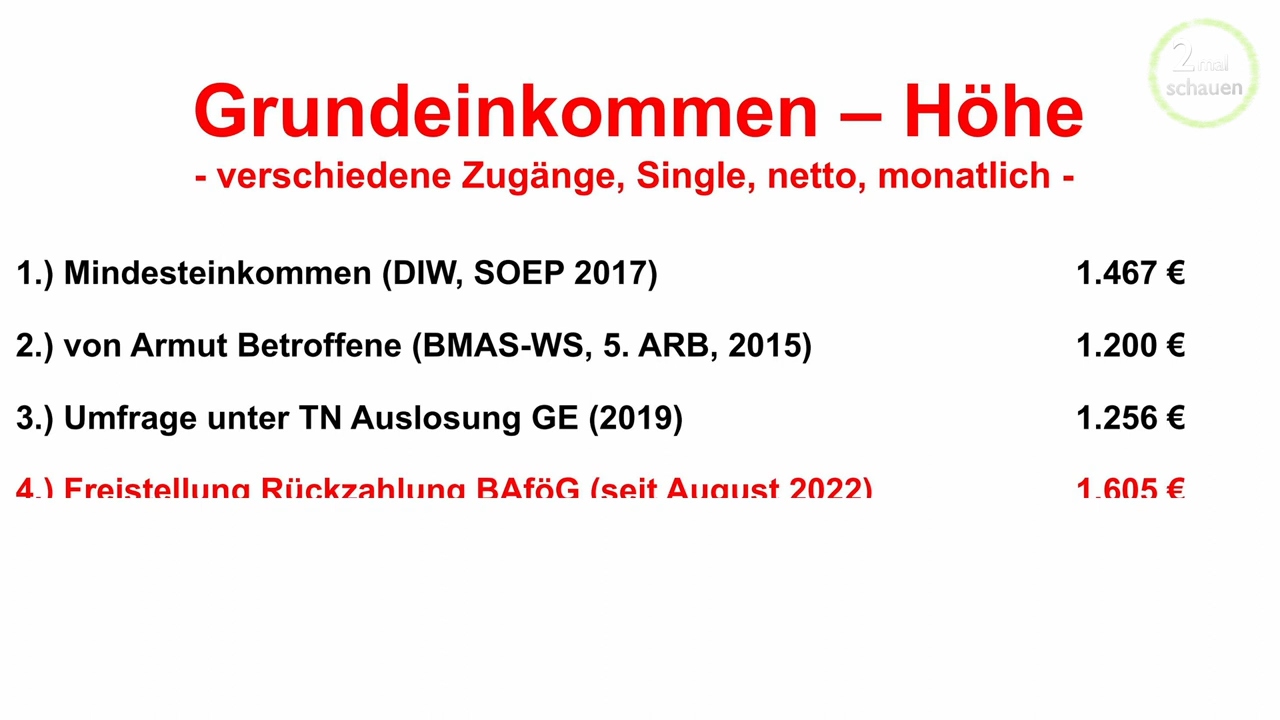 2 mal
schauen
Grundeinkommen – Höhe
- verschiedene Zugänge, Single, netto, monatlich -
1.) Mindesteinkommen (DIW, SOEP 2017) 1.467 €
2.) von Armut Betroffene (BMAS-WS, 5. ARB, 2015) 1.200 €
3.) Umfrage unter TN Auslosung GE (2019) 1.256 €
4.) Freistellung Rückzahlung BAföG (seit August 2022) 1.605 €